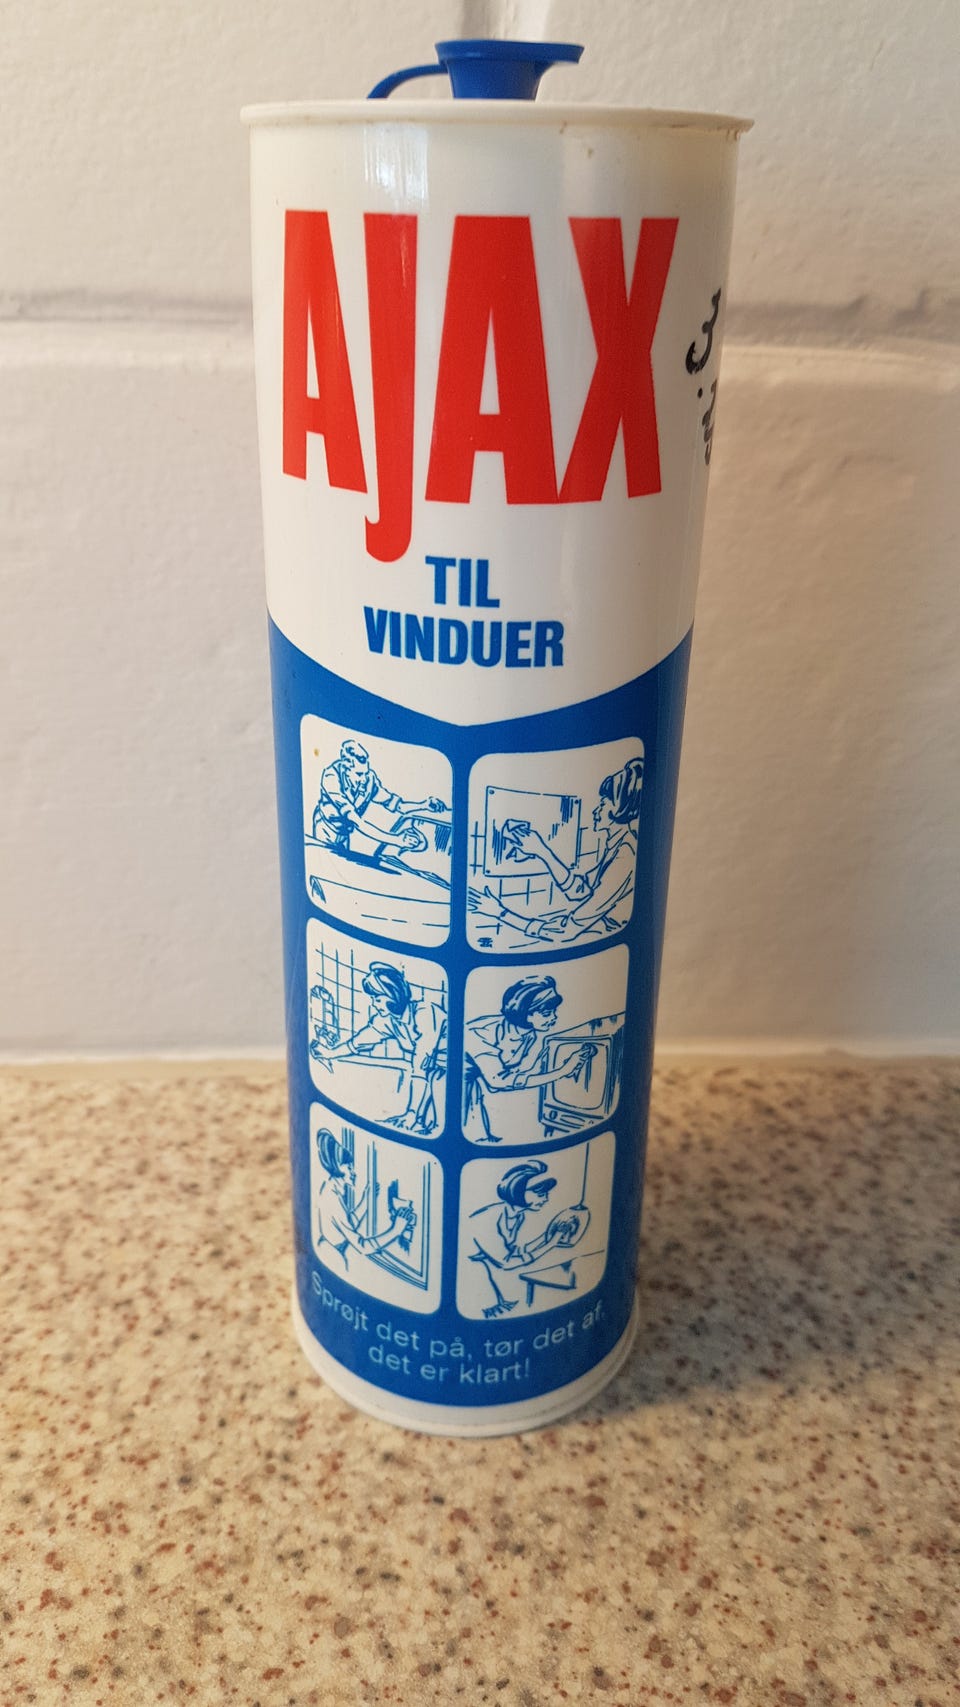 AJAX
TIL
VINDUER
Sprøjt det på, tør det af,
det er klart!